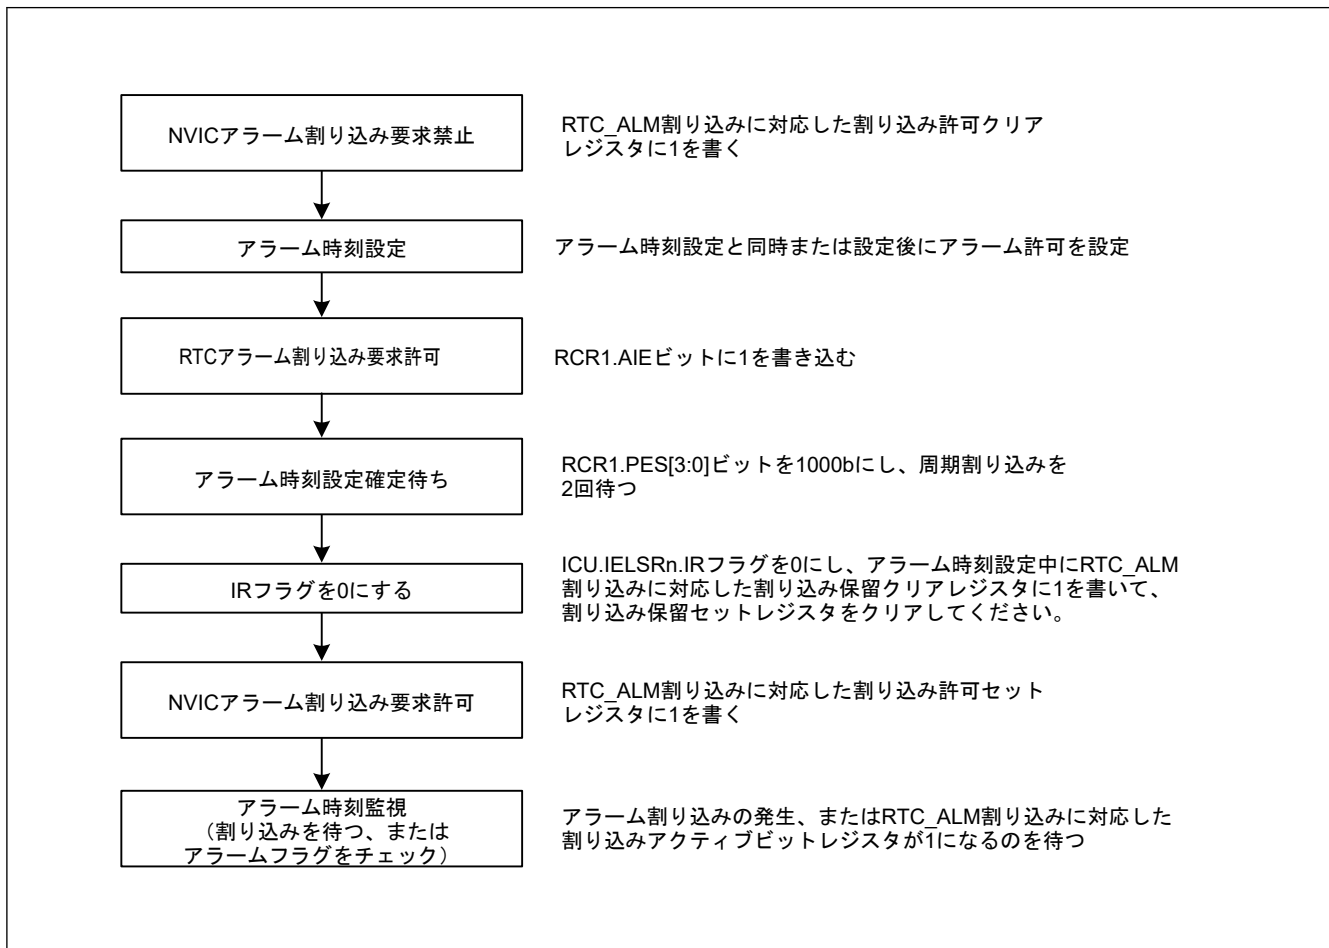 NVICアラーム割り込み要求禁止
RTC_ALM割り込みに対応した割り込み許可クリア
レジスタに1を書く
アラーム時刻設定
アラーム時刻設定と同時または設定後にアラーム許可を設定
RTCアラーム割り込み要求許可
RCR1.AIEビットに1を書き込む
アラーム時刻設定確定待ち
RCR1.PES[3:0]ビットを1000bにし、周期割り込みを
2回待つ
IRフラグを0にする
ICU.IELSRn.IRフラグを0にし、アラーム時刻設定中にRTC_ALM
割り込みに対応した割り込み保留クリアレジスタに1を書いて、
割り込み保留セットレジスタをクリアしてください。
NVICアラーム割り込み要求許可
RTC_ALM割り込みに対応した割り込み許可セット
レジスタに1を書く
アラーム時刻監視
（割り込みを待つ、または
アラームフラグをチェック）
アラーム割り込みの発生、またはRTC_ALM割り込みに対応した
割り込みアクティブビットレジスタが1になるのを待つ